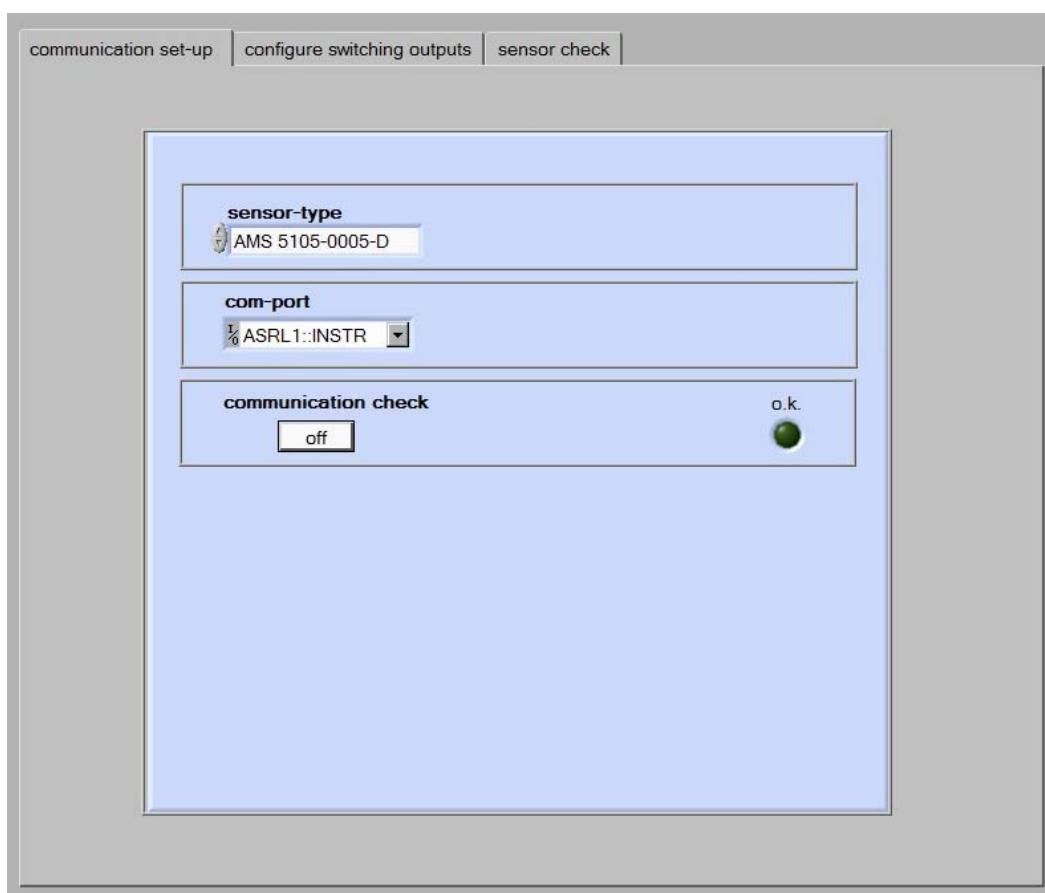 communication set-up
configure switching outputs
sensor check
sensor-type
AMS 5105-0005-D
com-port
I/O ASRL1::INSTR
communication check
o.k.
off